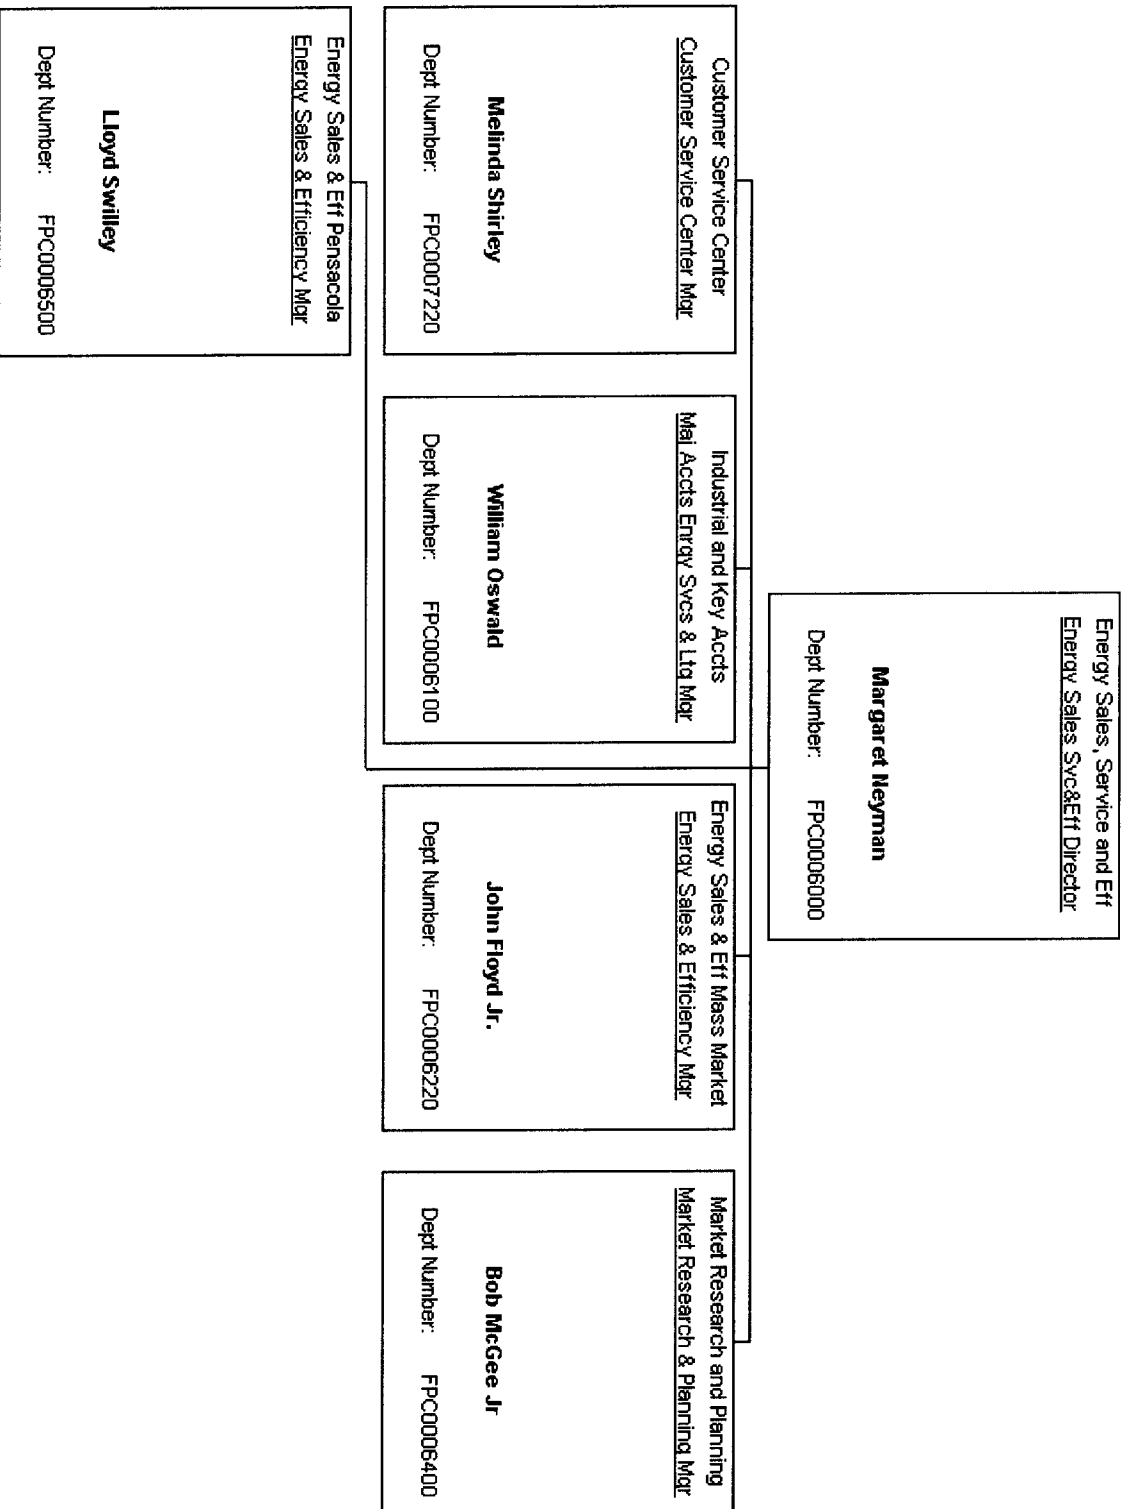 Energy Sales, Service and Eff
Energy Sales Svc&Eff Director
Margaret Neyman
Dept Number: FPC0006000
Customer Service Center
Customer Service Center Mgr
Melinda Shirley
Dept Number: FPC0007220
Industrial and Key Accts
Maj Accts Enrgy Svcs & Ltg Mgr
William Oswald
Dept Number: FPC0006100
Energy Sales & Eff Mass Market
Energy Sales & Efficiency Mgr
John Floyd Jr.
Dept Number: FPC0006220
Market Research and Planning
Market Research & Planning Mgr
Bob McGee Jr
Dept Number: FPC0006400
Energy Sales & Eff Pensacola
Energy Sales & Efficiency Mgr
Lloyd Swilley
Dept Number: FPC0006500